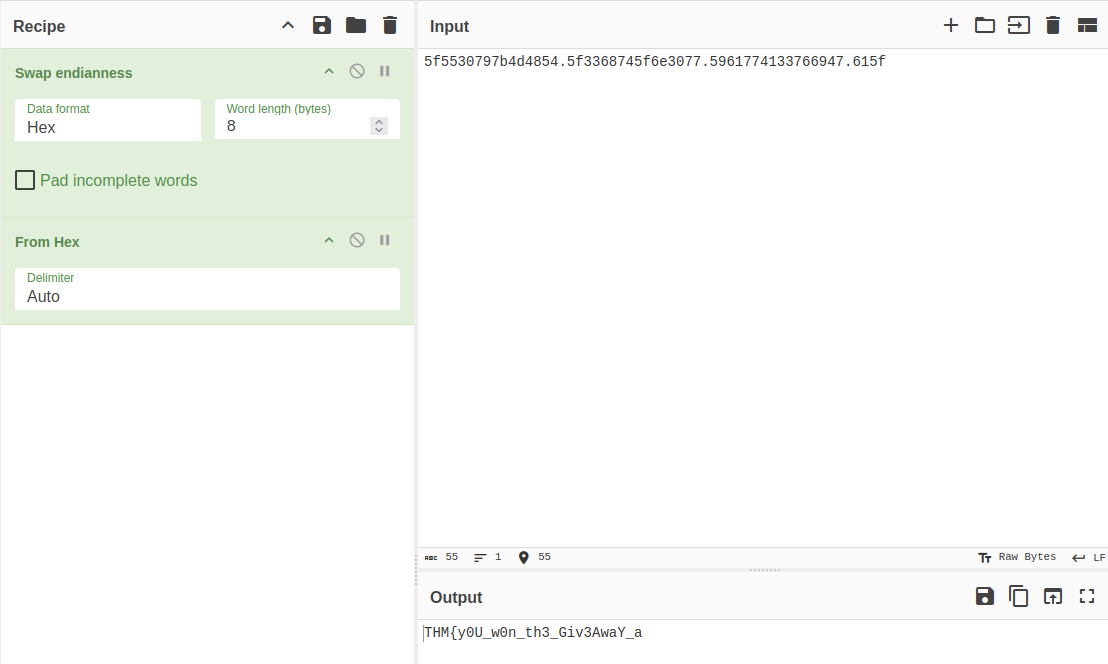 Recipe
Swap endianness
Data format
Hex
Word length (bytes)
8
Pad incomplete words
From Hex
Delimiter
Auto
Input
5f5530797b4d4854.5f3368745f6e3077.5961774133766947.615f
ABC 55 1 55
Raw Bytes LF
Output
THM{y0U_w0n_th3_Giv3AwaY_a